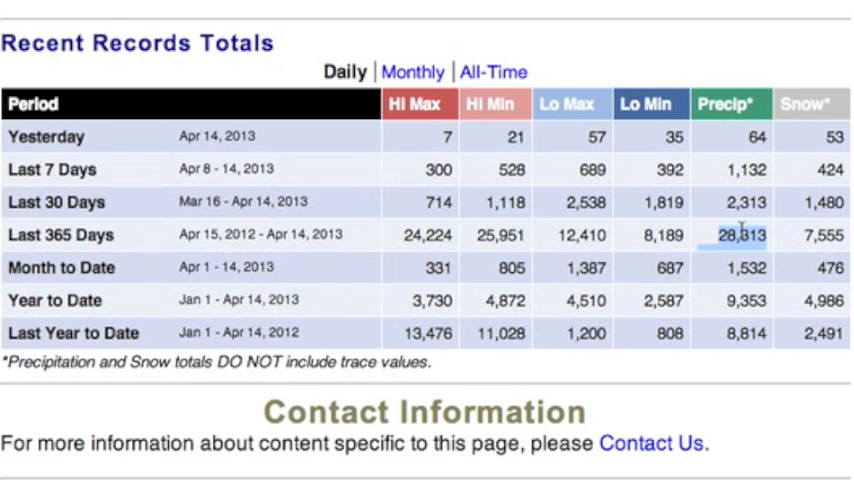 Recent Records Totals
Daily | Monthly | All-Time
Period HI Max HI Min Lo Max Lo Min Precip* Snow*
Yesterday Apr 14, 2013 7 21 57 35 64 53
Last 7 Days Apr 8 - 14, 2013 300 528 689 392 1,132 424
Last 30 Days Mar 16 - Apr 14, 2013 714 1,118 2,538 1,819 2,313 1,480
Last 365 Days Apr 15, 2012 - Apr 14, 2013 24,224 25,951 12,410 8,189 28,313 7,555
Month to Date Apr 1 - 14, 2013 331 805 1,387 687 1,532 476
Year to Date Jan 1 - Apr 14, 2013 3,730 4,872 4,510 2,587 9,353 4,986
Last Year to Date Jan 1 - Apr 14, 2012 13,476 11,028 1,200 808 8,814 2,491
*Precipitation and Snow totals DO NOT include trace values.
Contact Information
For more information about content specific to this page, please Contact Us.